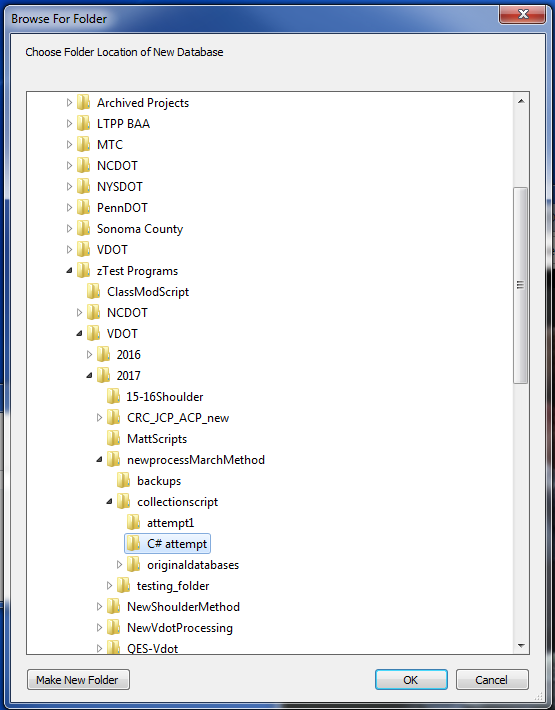 Browse For Folder
Choose Folder Location of New Database
Archived Projects
LTPP BAA
MTC
NCDOT
NYSDOT
PennDOT
Sonoma County
VDOT
zTest Programs
ClassModScript
NCDOT
VDOT
2016
2017
15-16Shoulder
CRC_JCP_ACP_new
MattScripts
newprocessMarchMethod
backups
collectionscript
attempt1
C# attempt
originaldatabases
testing_folder
NewShoulderMethod
NewVdotProcessing
QES-Vdot
Make New Folder OK Cancel